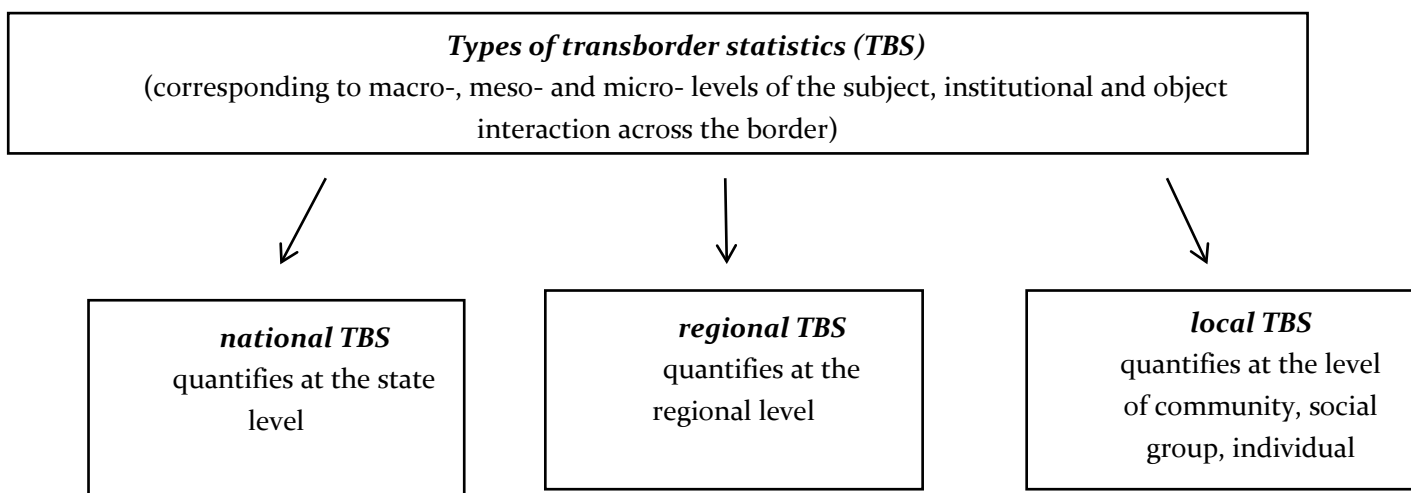 Types of transborder statistics (TBS)
(corresponding to macro-, meso- and micro- levels of the subject, institutional and object
interaction across the border)
national TBS
quantifies at the state
level
regional TBS
quantifies at the
regional level
local TBS
quantifies at the level
of community, social
group, individual